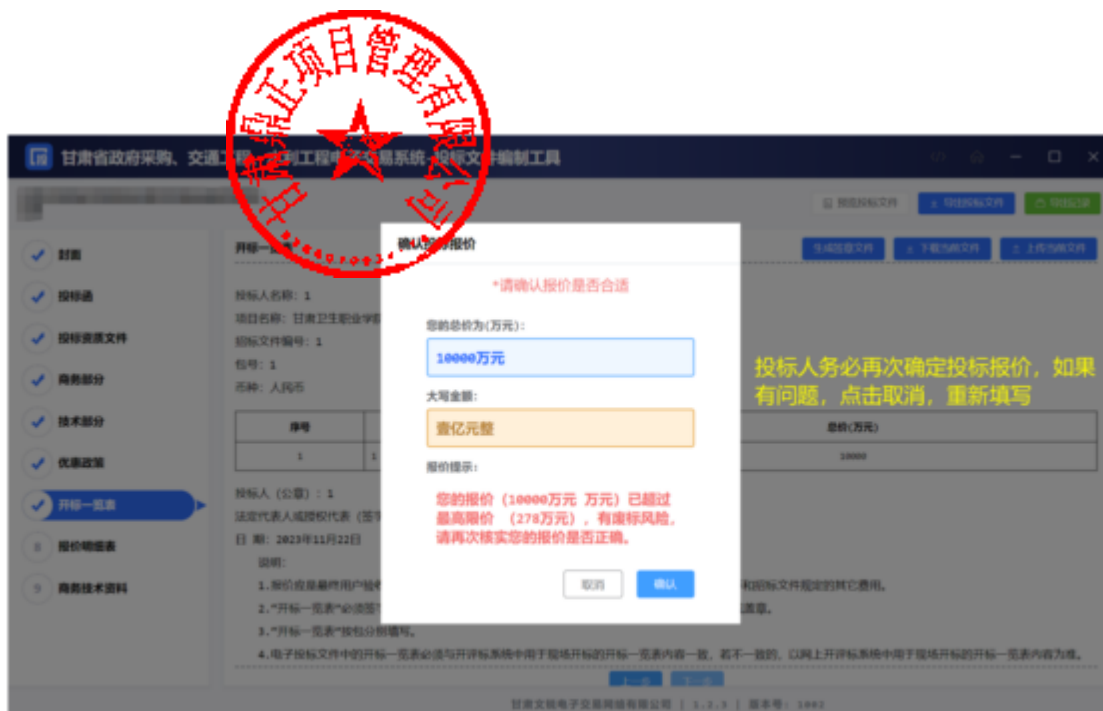 甘肃鼎正项目管理有限公司
甘肃省政府采购、交通工程、水利工程电子交易系统-投标文件编制工具
预览投标文件
导出投标文件
生成签章文件
下载当前文件
上传当前文件
封面
投标函
投标资质文件
商务部分
技术部分
优惠政策
开标一览表
8 报价明细表
9 商务技术资料
开标一览表
投标人名称：1
项目名称：甘肃卫生职业学院
招标文件编号：1
包号：1
币种：人民币
序号
总价(万元)
1
1
10000
投标人（公章）：1
法定代表人或授权代表（签字
日 期：2023年11月22日
说明：
1.报价应是最终用户验收
和招标文件规定的其它费用。
2.“开标一览表”必须签
盖章。
3.“开标一览表”按包分别填写。
4.电子投标文件中的开标一览表必须与开评标系统中用于现场开标的开标一览表内容一致，若不一致的，以网上开评标系统中用于现场开标的开标一览表内容为准。
确认投标报价
*请确认报价是否合适
您的总价为(万元)：
10000万元
大写金额：
壹亿元整
报价提示：
您的报价（10000万元 万元）已超过
最高限价 （278万元），有废标风险，
请再次核实您的报价是否正确。
取消
确认
投标人务必再次确定投标报价，如果
有问题，点击取消，重新填写
上一步
下一步
甘肃文锐电子交易网络有限公司 | 1.2.3 | 版本号：1002